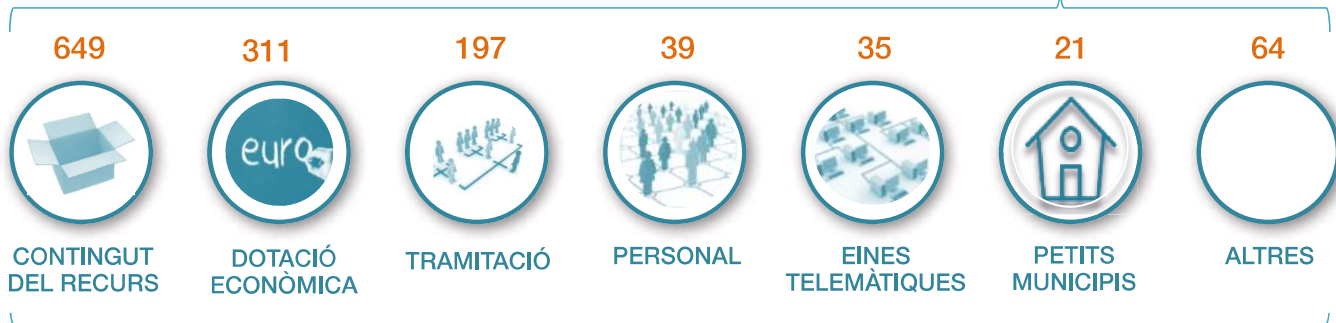 649
311
197
39
35
21
64
euro
CONTINGUT
DEL RECURS
DOTACIÓ
ECONÒMICA
TRAMITACIÓ
PERSONAL
EINES
TELEMÀTIQUES
PETITS
MUNICIPIS
ALTRES